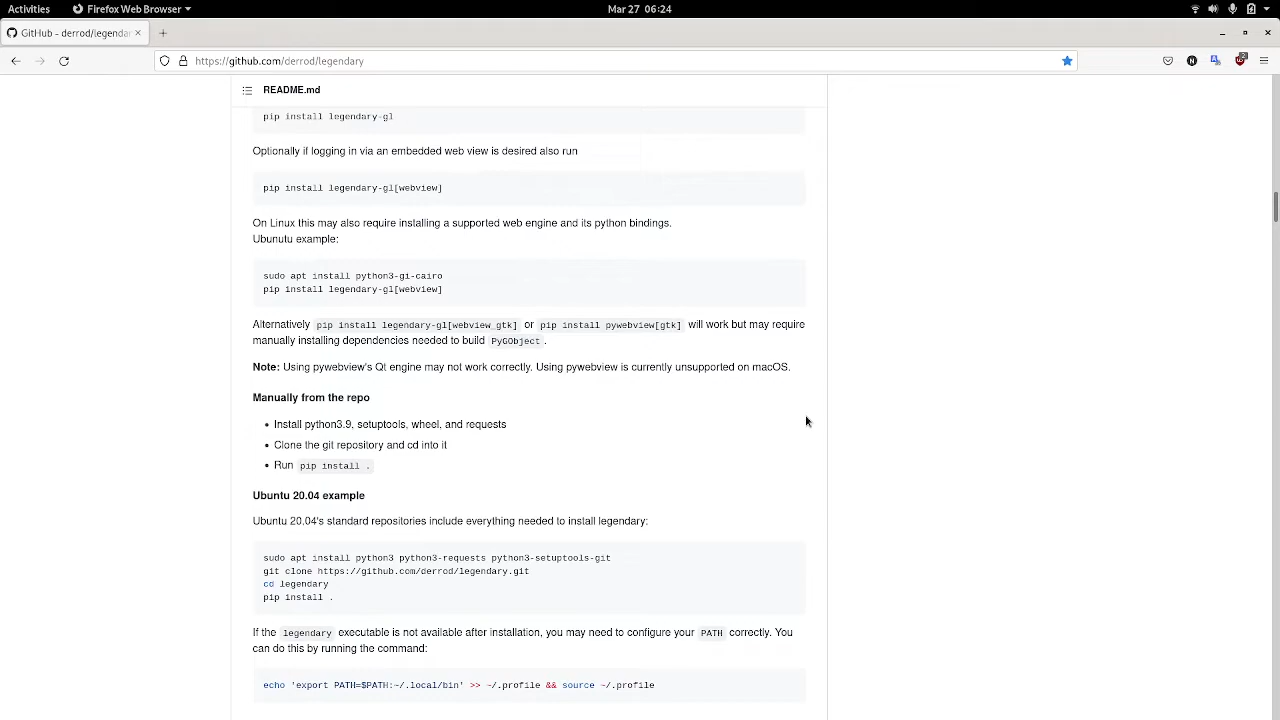 Activities Firefox Web Browser Mar 27 06:24
GitHub - derrod/legendar
https://github.com/derrod/legendary
README.md
pip install legendary-gl
Optionally if logging in via an embedded web view is desired also run
pip install legendary-gl[webview]
On Linux this may also require installing a supported web engine and its python bindings.
Ubunutu example:
sudo apt install python3-gi-cairo
pip install legendary-gl[webview]
Alternatively pip install legendary-gl[webview_gtk] or pip install pywebview[gtk] will work but may require
manually installing dependencies needed to build PyGObject.
Note: Using pywebview's Qt engine may not work correctly. Using pywebview is currently unsupported on macOS.
Manually from the repo
• Install python3.9, setuptools, wheel, and requests
• Clone the git repository and cd into it
• Run pip install .
Ubuntu 20.04 example
Ubuntu 20.04's standard repositories include everything needed to install legendary:
sudo apt install python3 python3-requests python3-setuptools-git
git clone https://github.com/derrod/legendary.git
cd legendary
pip install .
If the legendary executable is not available after installation, you may need to configure your PATH correctly. You
can do this by running the command:
echo 'export PATH=$PATH:~/.local/bin' >> ~/.profile && source ~/.profile